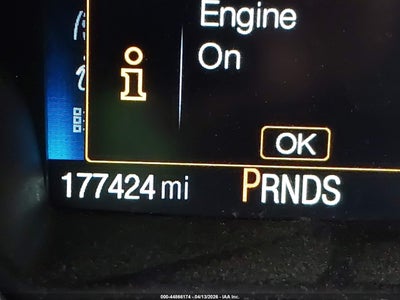 Engine
On
i
OK
177424 mi PRNDS
000-44868174 - 04/13/2026 - IAA Inc.